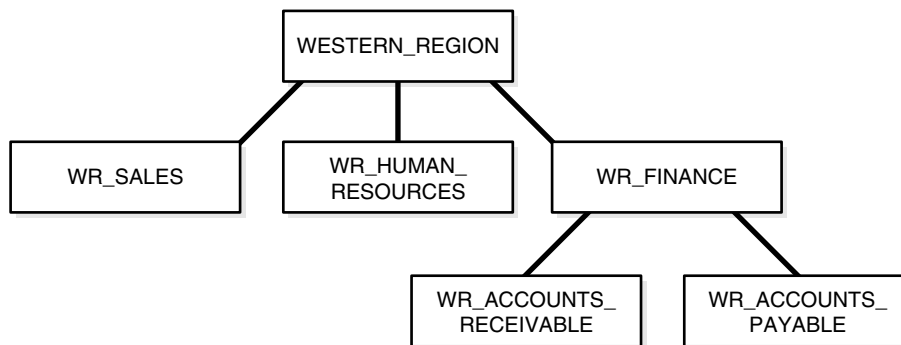 WESTERN_REGION
WR_SALES
WR_HUMAN_
RESOURCES
WR_FINANCE
WR_ACCOUNTS_
RECEIVABLE
WR_ACCOUNTS_
PAYABLE